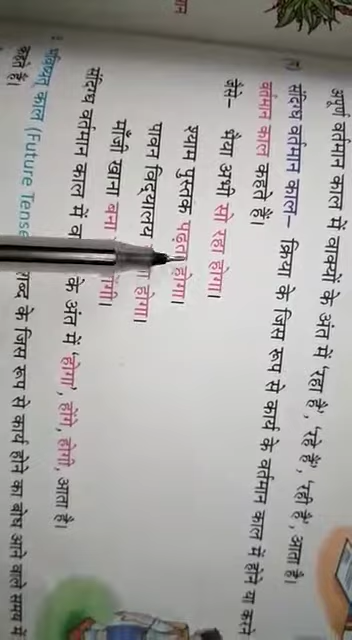 अपूर्ण वर्तमान काल में वाक्यों के अंत में 'रहा है', 'रहे हैं', 'रही है', आता है।
संदिग्ध वर्तमान काल– क्रिया के जिस रूप से कार्य के वर्तमान काल में होने या करने
वर्तमान काल कहते हैं।
जैसे– भैया अभी सो रहा होगा।
श्याम पुस्तक पढ़ता होगा।
पावन विद्यालय होगा।
माँजी खाना बना
संदिग्ध वर्तमान काल में के अंत में 'होगा', होंगे, होगी, आता है।
भविष्यत् काल (Future Tense शब्द के जिस रूप से कार्य होने का बोध आने वाले समय में
कहते हैं।